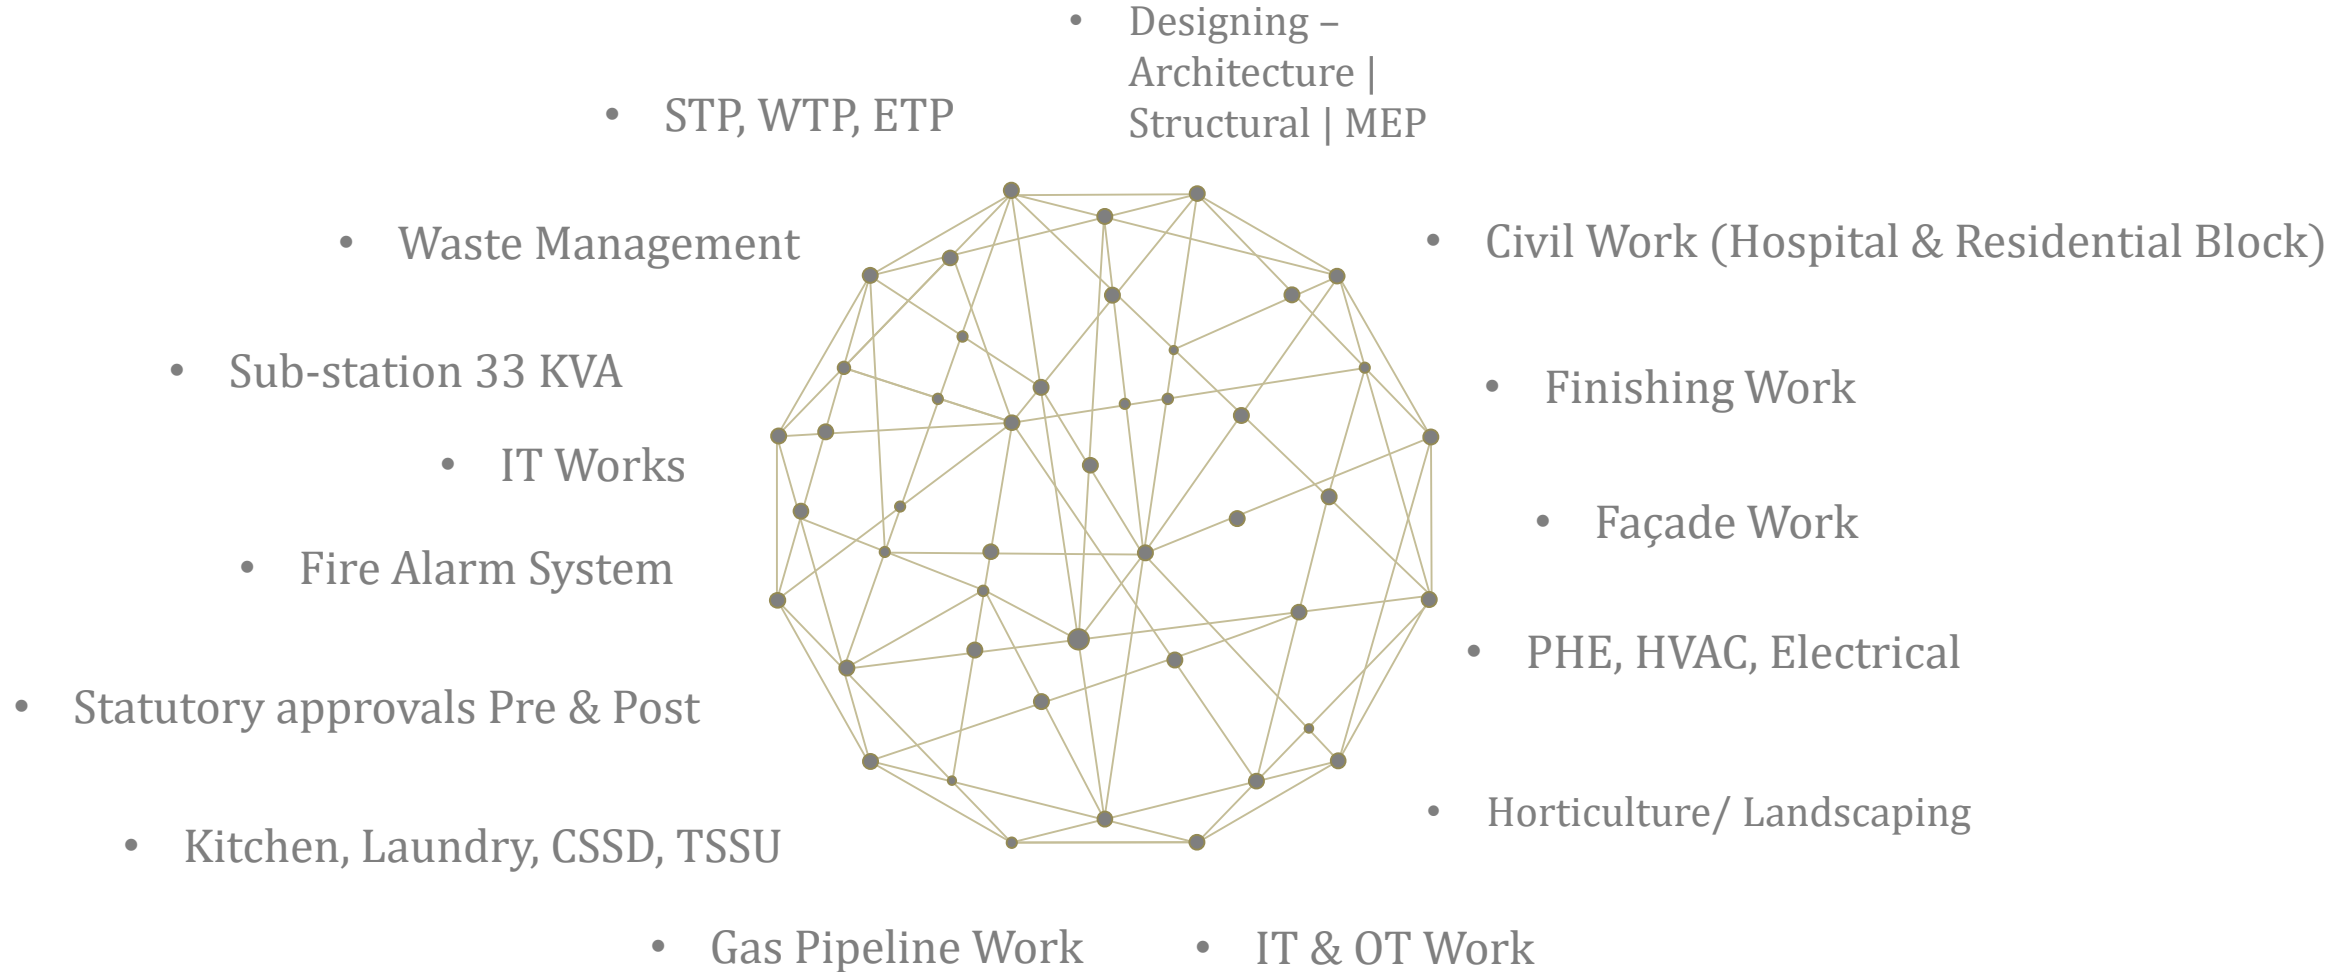 • Designing –
Architecture |
Structural | MEP
• STP, WTP, ETP
• Waste Management
• Civil Work (Hospital & Residential Block)
• Sub-station 33 KVA
• Finishing Work
• IT Works
• Façade Work
• Fire Alarm System
• PHE, HVAC, Electrical
• Statutory approvals Pre & Post
• Horticulture/ Landscaping
• Kitchen, Laundry, CSSD, TSSU
• Gas Pipeline Work
• IT & OT Work